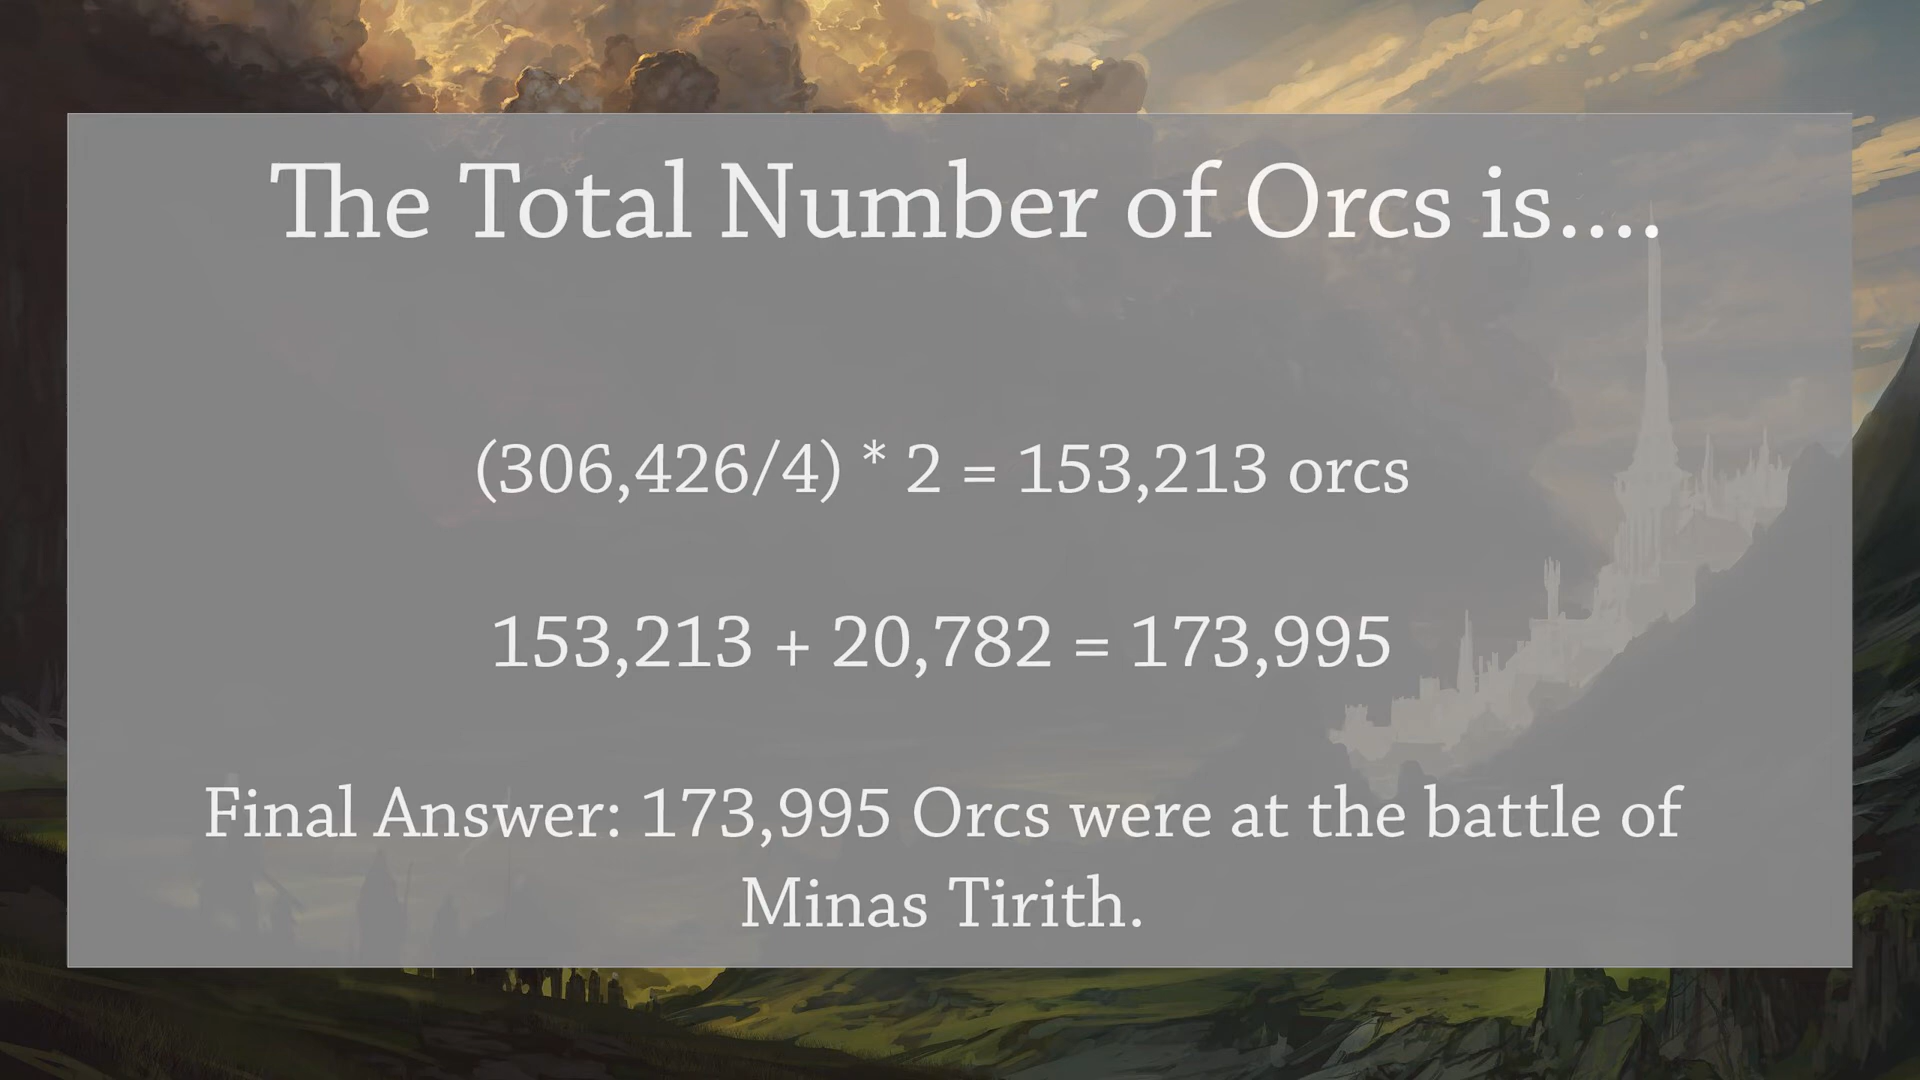 The Total Number of Orcs is....
(306,426/4) * 2 = 153,213 orcs
153,213 + 20,782 = 173,995
Final Answer: 173,995 Orcs were at the battle of
Minas Tirith.